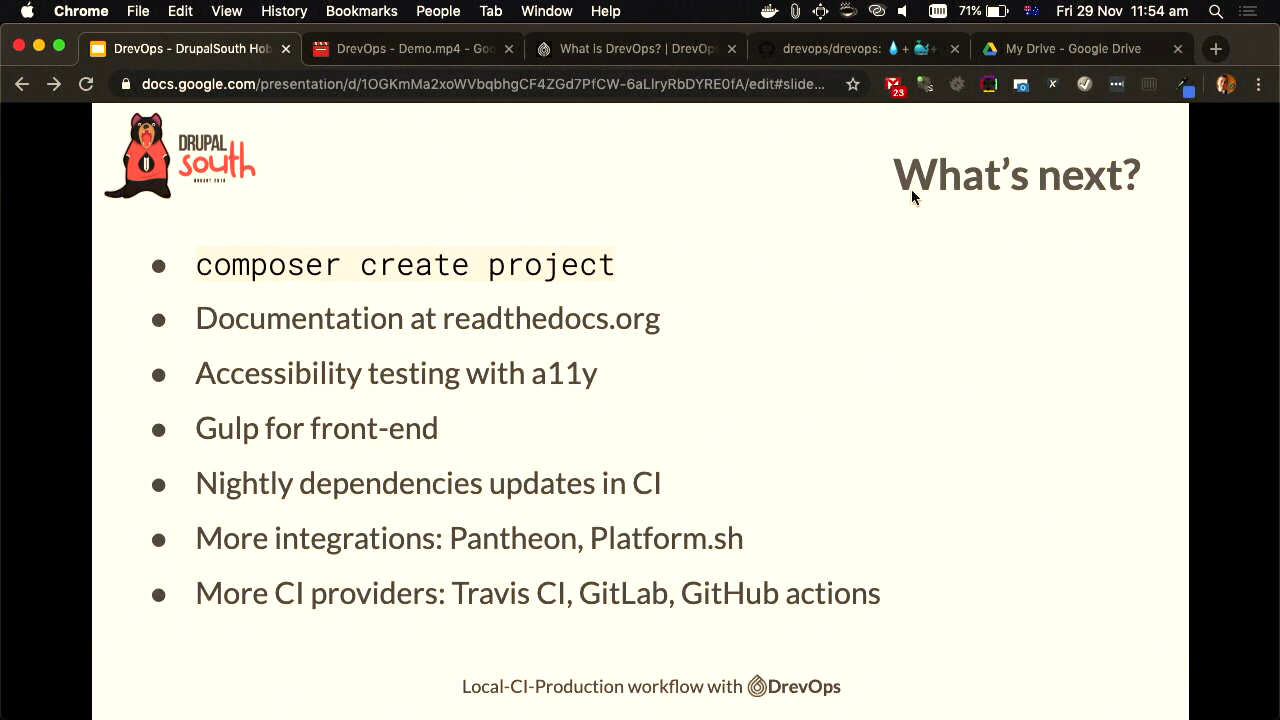 Chrome File Edit View History Bookmarks People Tab Window Help 71% Fri 29 Nov 11:54 am
DrevOps - DrupalSouth Hob DrevOps - Demo.mp4 - Goo What is DrevOps? | DrevOps drevops/devrops: My Drive - Google Drive
docs.google.com/presentation/d/1OGKmMa2xoWVbqbhgCF4ZGd7PfCW-6aLlryRbDYRE0fA/edit#slide...
23
DRUPAL
south
What's next?
composer create project
Documentation at readthedocs.org
Accessibility testing with a11y
Gulp for front-end
Nightly dependencies updates in CI
More integrations: Pantheon, Platform.sh
More CI providers: Travis CI, GitLab, GitHub actions
Local-CI-Production workflow with DrevOps